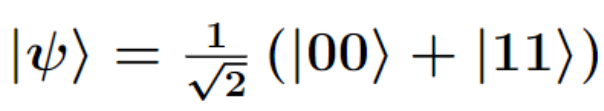 |ψ⟩ = 1/√2 (|00⟩ + |11⟩)